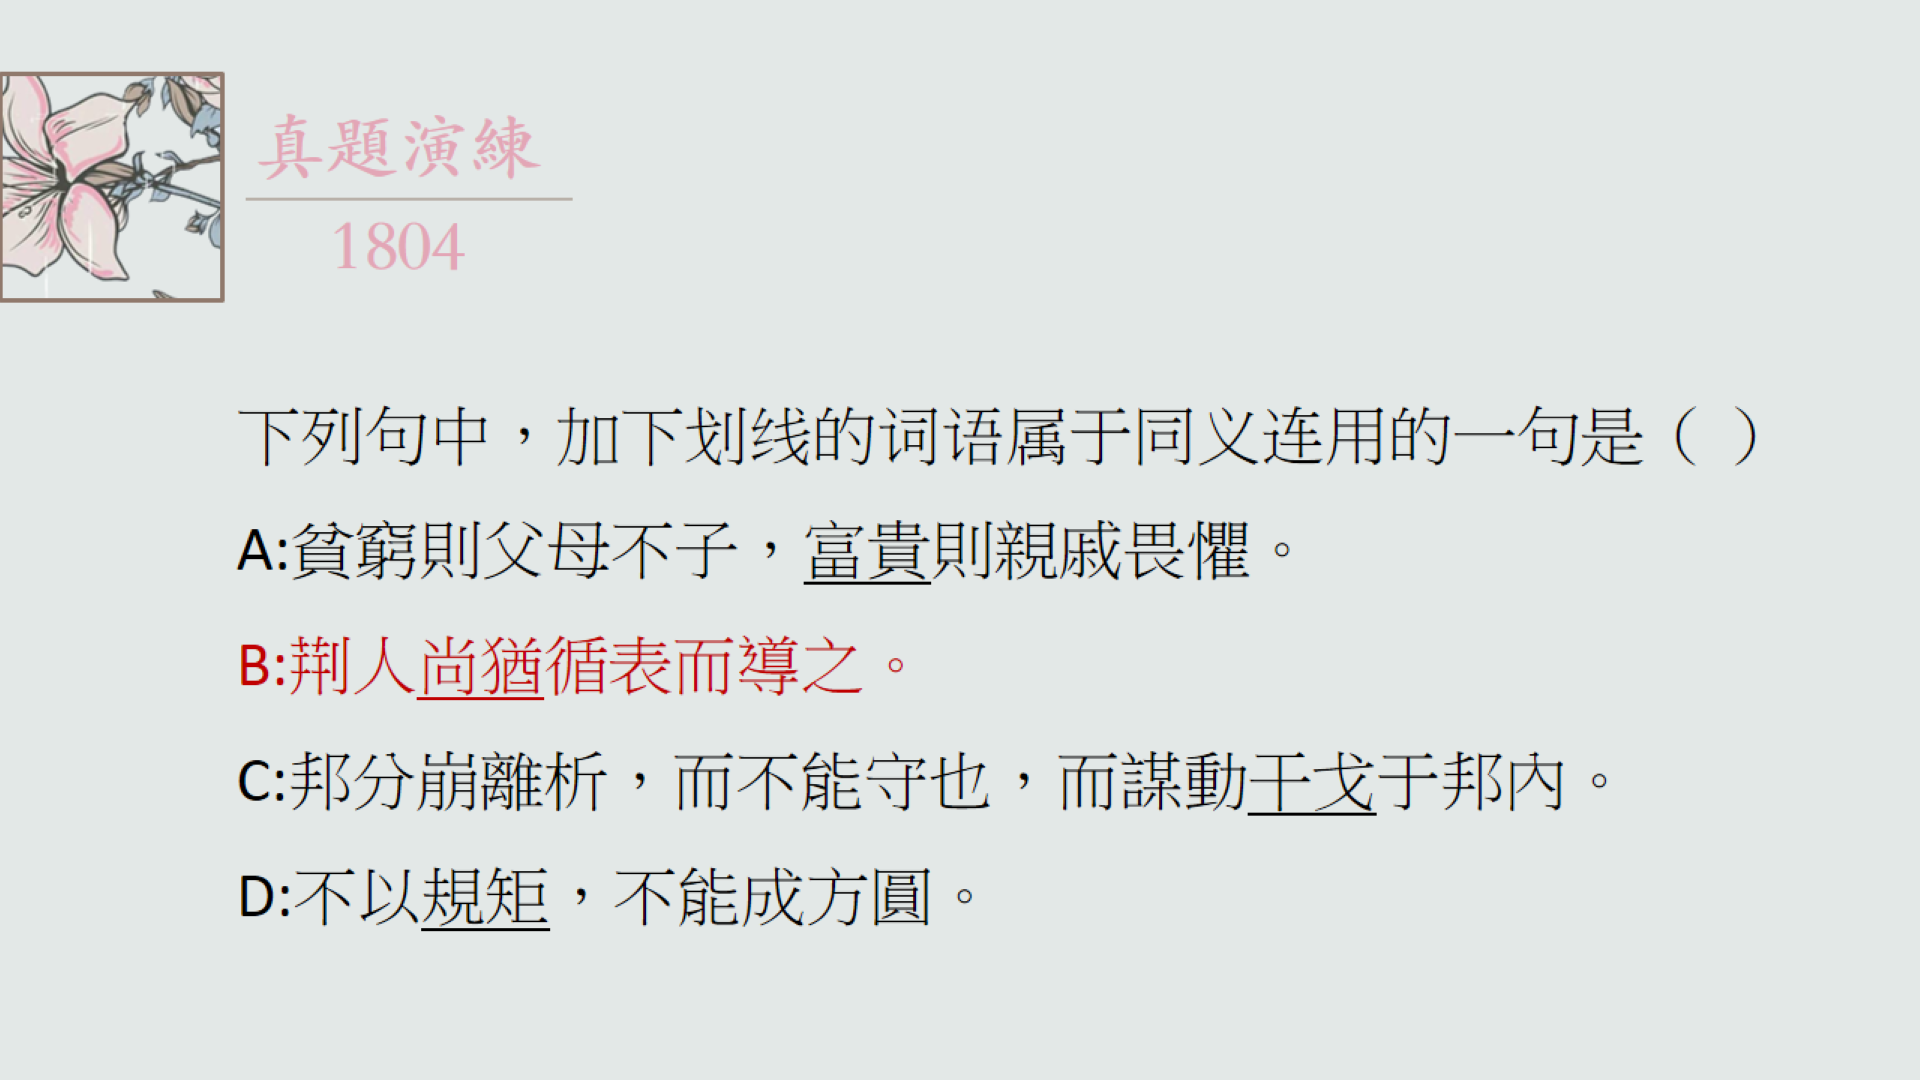 真題演練
1804
下列句中，加下划线的词语属于同义连用的一句是（ ）
A:貧窮則父母不子，富貴則親戚畏懼。
B:荆人尚猶循表而導之。
C:邦分崩離析，而不能守也，而謀動干戈于邦內。
D:不以規矩，不能成方圓。